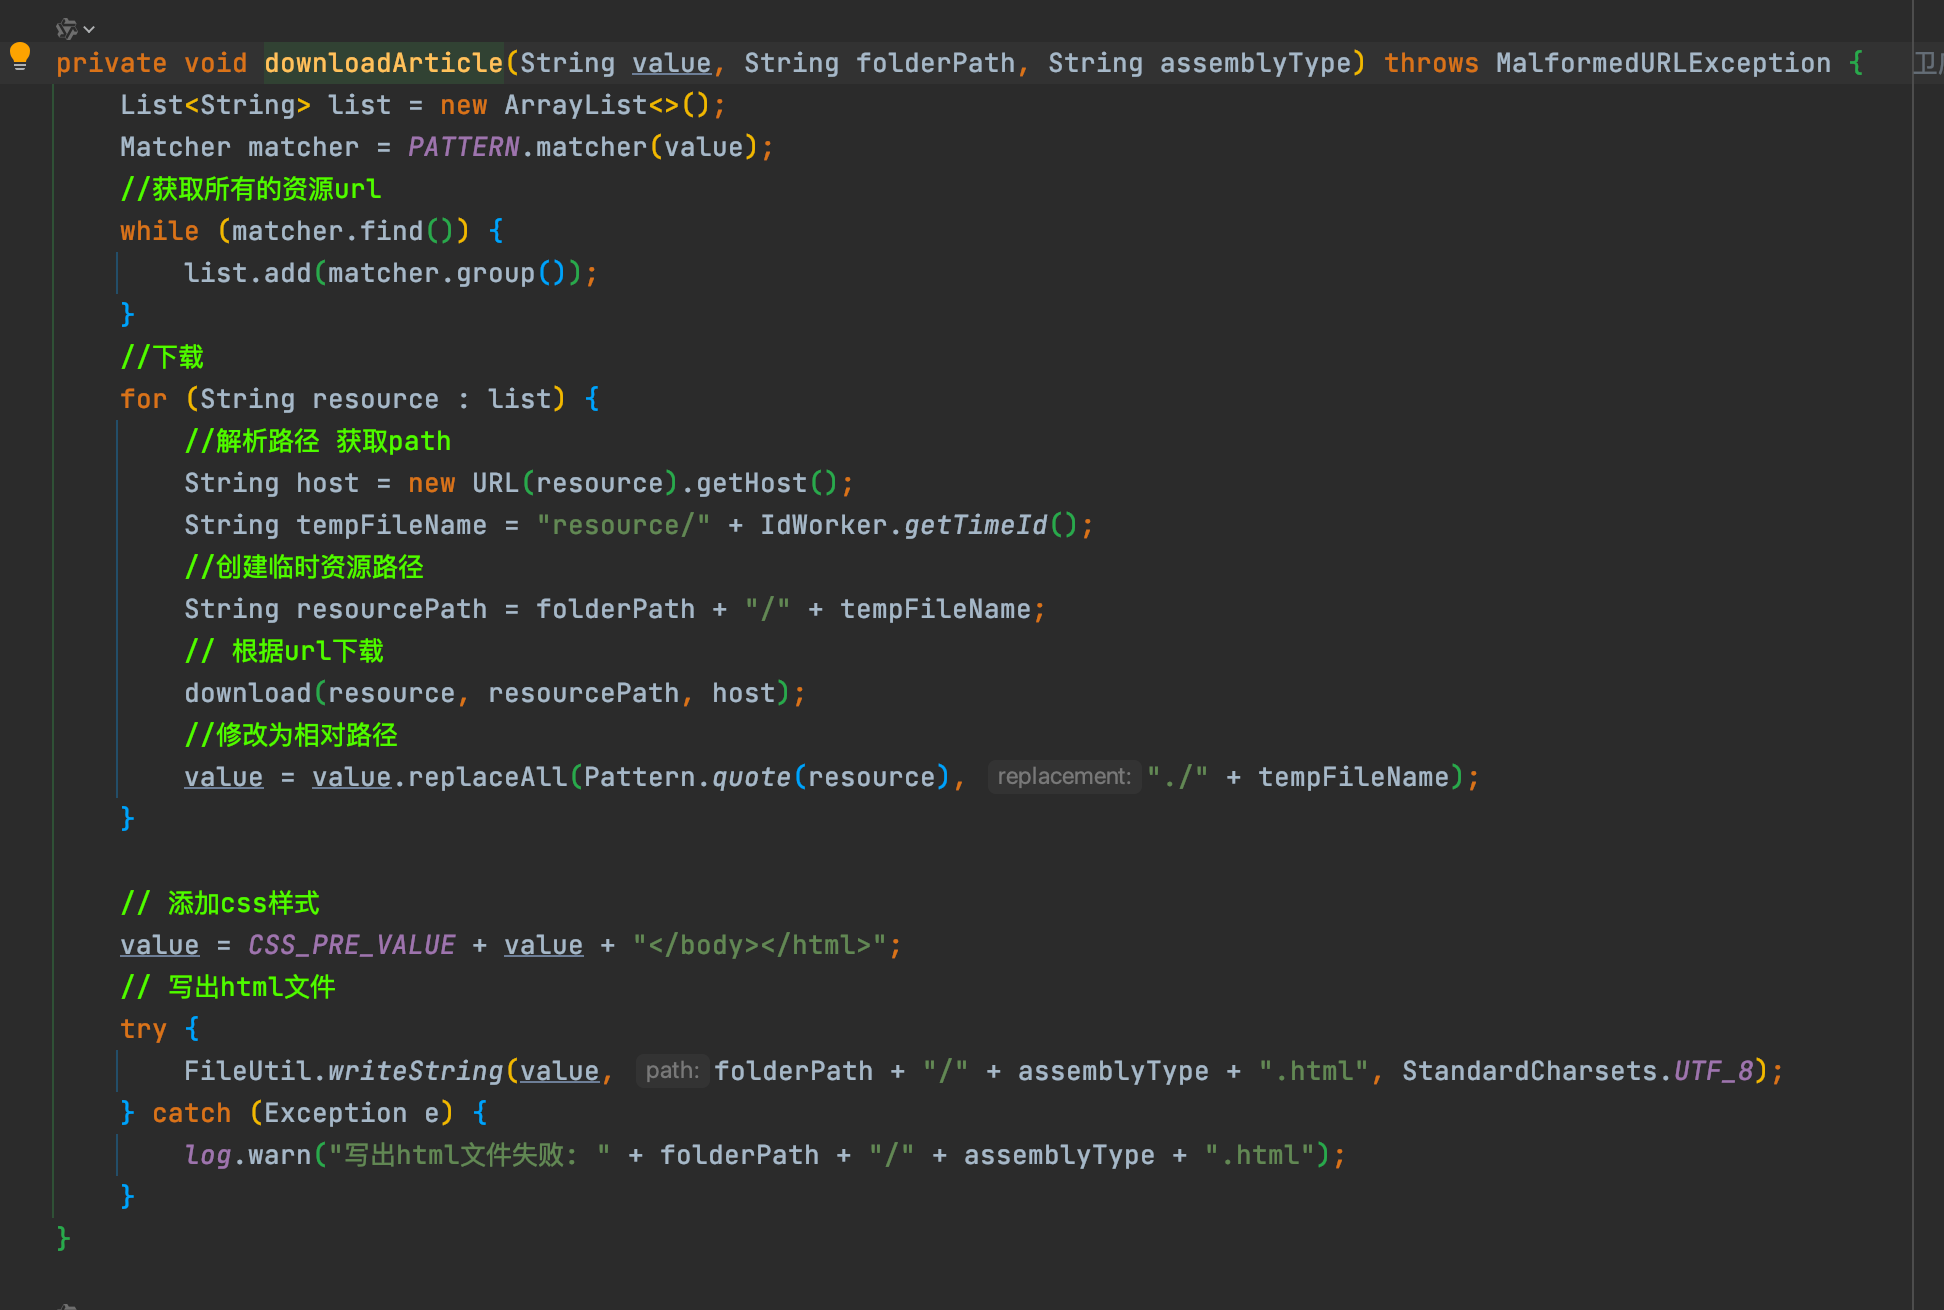 private void downloadArticle(String value, String folderPath, String assemblyType) throws MalformedURLException {
List<String> list = new ArrayList<>();
Matcher matcher = PATTERN.matcher(value);
//获取所有的资源url
while (matcher.find()) {
list.add(matcher.group());
}
//下载
for (String resource : list) {
//解析路径 获取path
String host = new URL(resource).getHost();
String tempFileName = "resource/" + IdWorker.getTimeId();
//创建临时资源路径
String resourcePath = folderPath + "/" + tempFileName;
// 根据url下载
download(resource, resourcePath, host);
//修改为相对路径
value = value.replaceAll(Pattern.quote(resource), replacement: "./" + tempFileName);
}
// 添加css样式
value = CSS_PRE_VALUE + value + "</body></html>";
// 写出html文件
try {
FileUtil.writeString(value, path: folderPath + "/" + assemblyType + ".html", StandardCharsets.UTF_8);
} catch (Exception e) {
log.warn("写出html文件失败: " + folderPath + "/" + assemblyType + ".html");
}
}